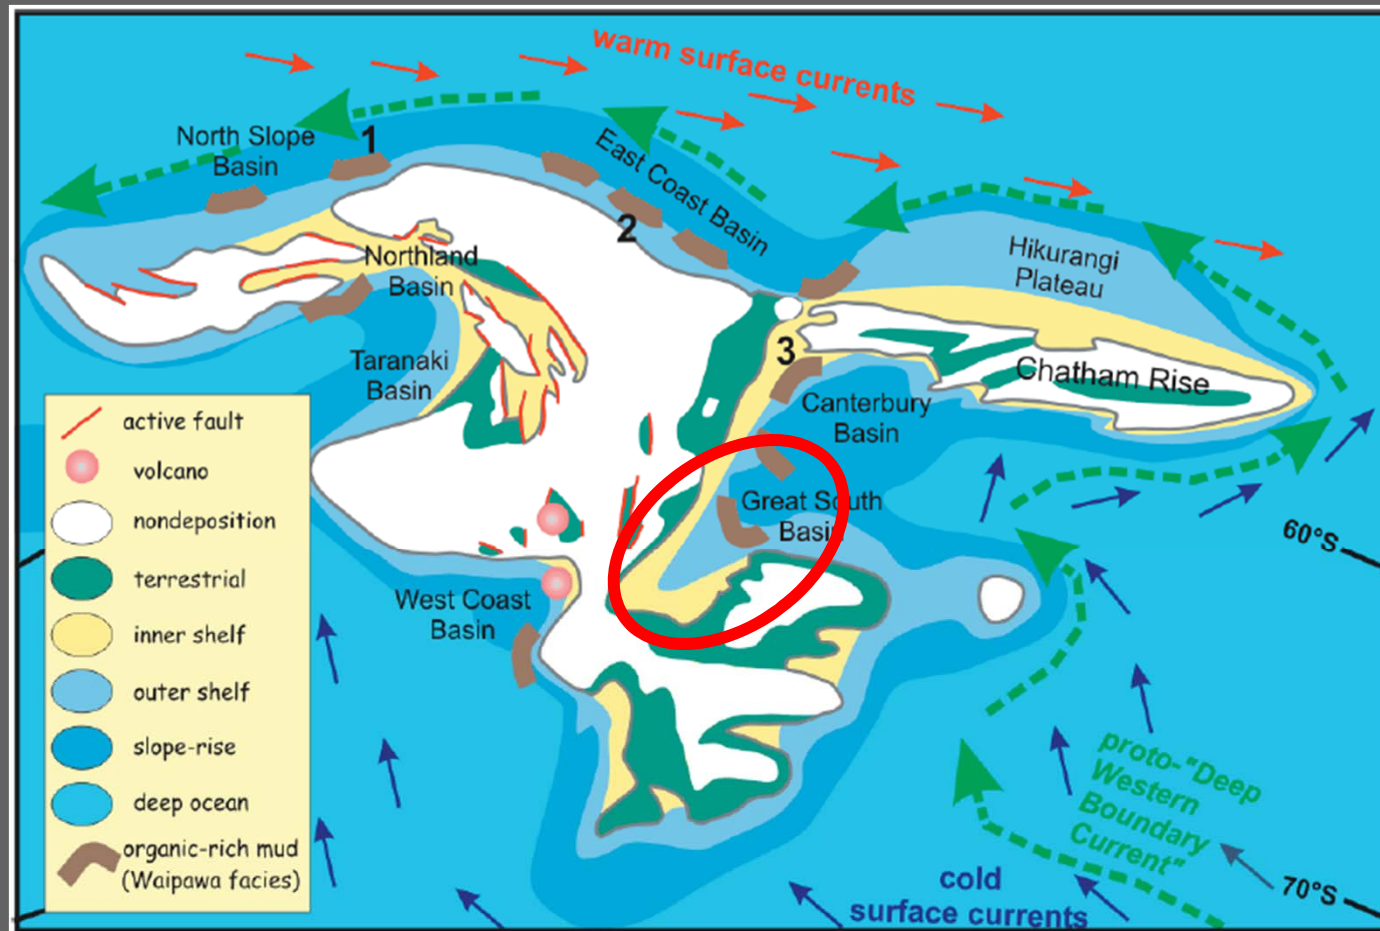 warm surface currents
North Slope
Basin
1
East Coast Basin
2
Northland
Basin
Hikurangi
Plateau
Taranaki
Basin
3
Chatham Rise
Canterbury
Basin
Great South
Basin
60°S
West Coast
Basin
active fault
volcano
nondeposition
terrestrial
inner shelf
outer shelf
slope-rise
deep ocean
organic-rich mud
(Waipawa facies)
proto-"Deep
Western
Boundary
Current"
cold
surface currents
70°S